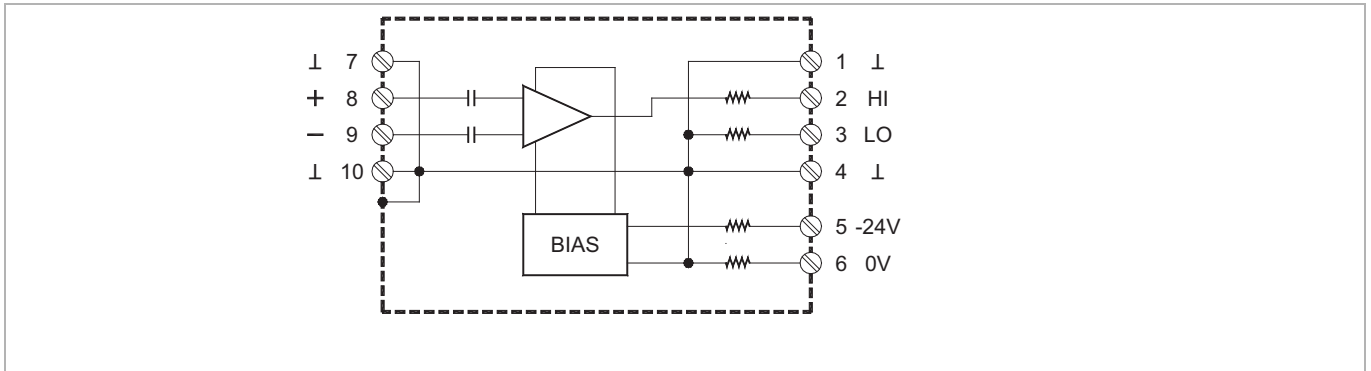 ⊥ 7
+ 8
− 9
⊥ 10
BIAS
1 ⊥
2 HI
3 LO
4 ⊥
5 -24V
6 0V